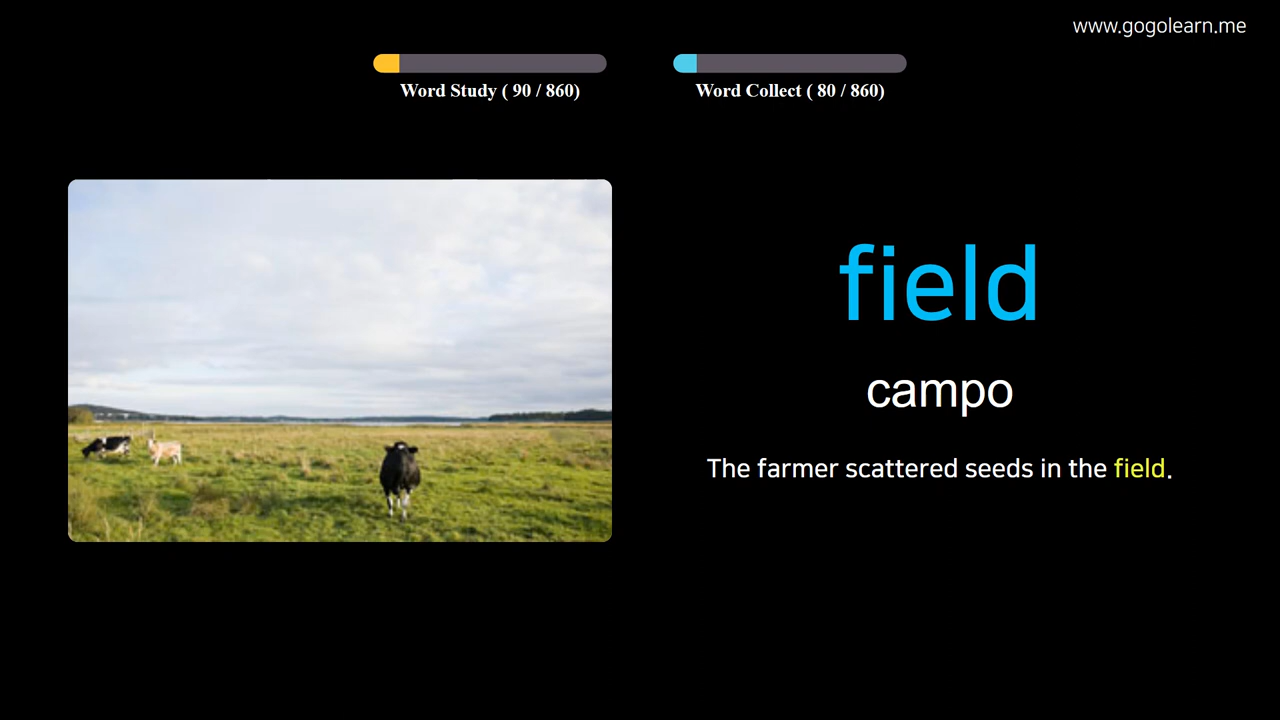 www.gogolearn.me
Word Study ( 90 / 860)
Word Collect ( 80 / 860)
field
campo
The farmer scattered seeds in the field.